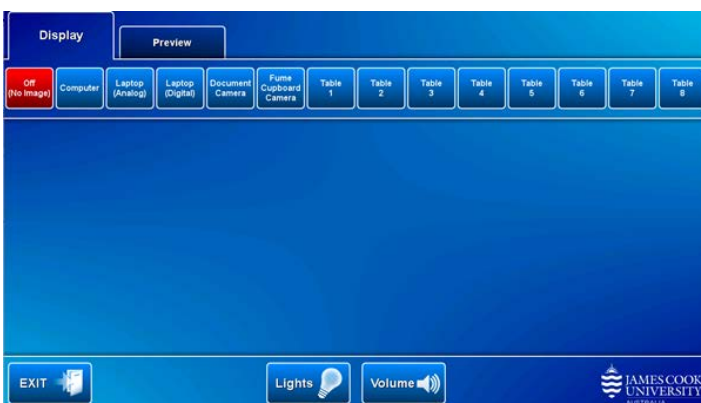 Display
Preview
Off
(No Image)
Computer
Laptop
(Analog)
Laptop
(Digital)
Document
Camera
Fume
Cupboard
Camera
Table
1
Table
2
Table
3
Table
4
Table
5
Table
6
Table
7
Table
8
EXIT
Lights
Volume
JAMES COOK
UNIVERSITY
AUSTRALIA